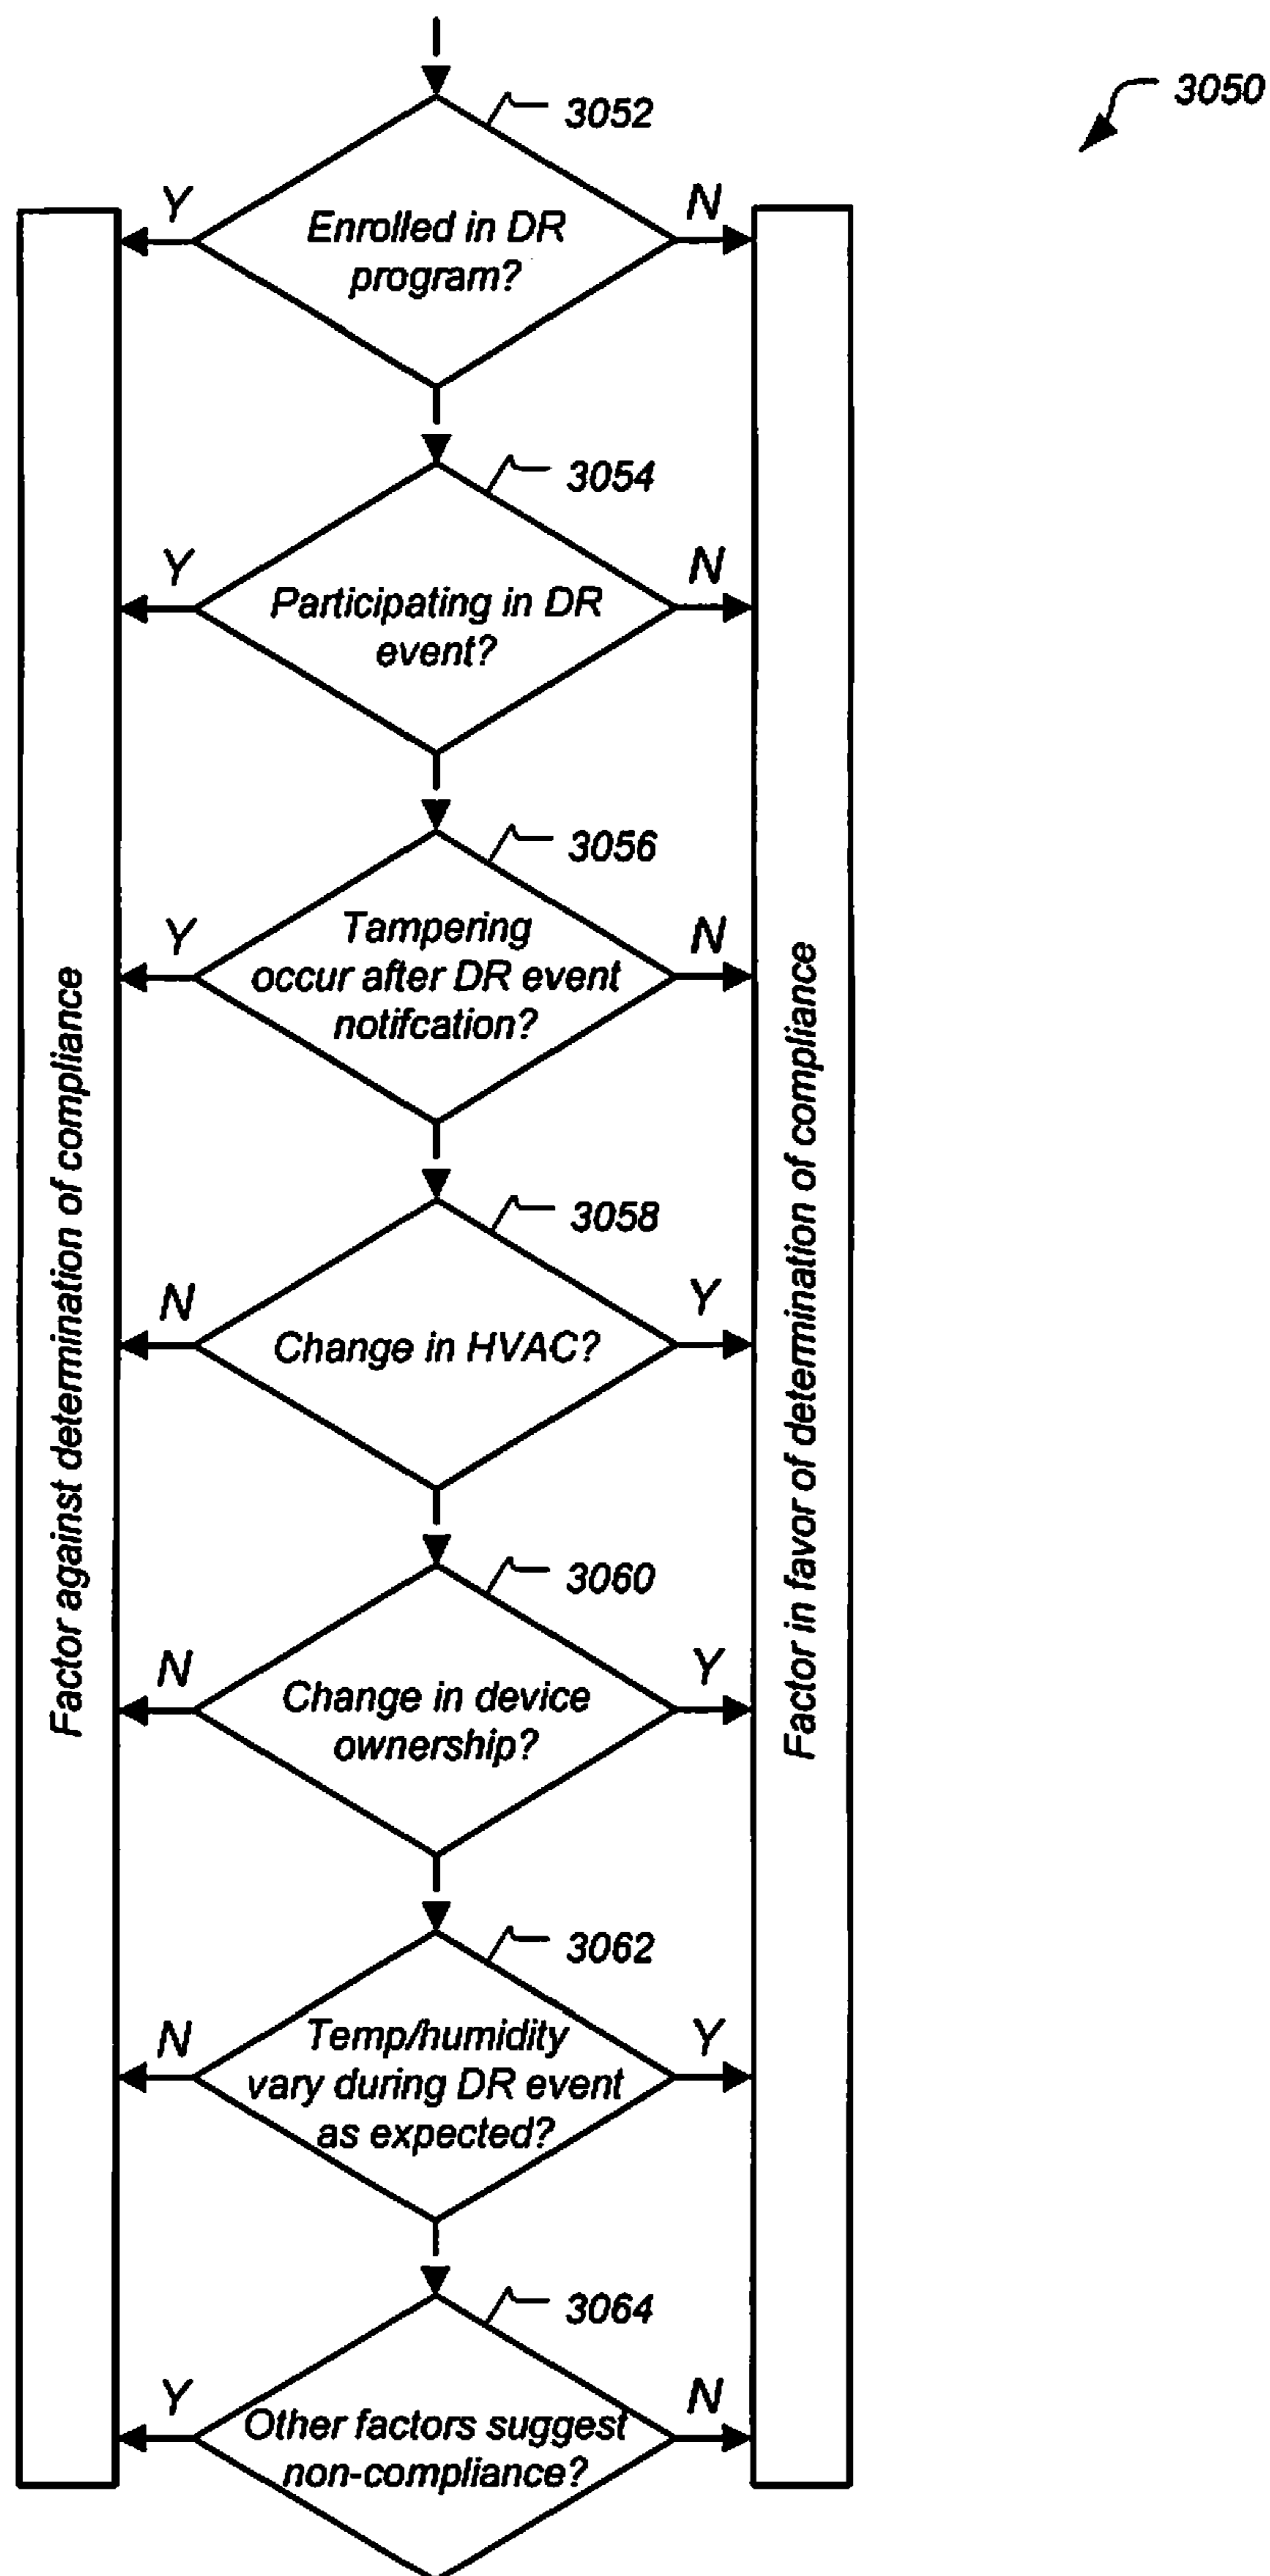 3050
3052
Y
N
Enrolled in DR
program?
3054
Y
N
Participating in DR
event?
3056
Y
N
Tampering
occur after DR event
notifcation?
3058
N
Y
Change in HVAC?
3060
N
Y
Change in device
ownership?
3062
N
Y
Temp/humidity
vary during DR event
as expected?
3064
Y
N
Other factors suggest
non-compliance?
Factor against determination of compliance
Factor in favor of determination of compliance